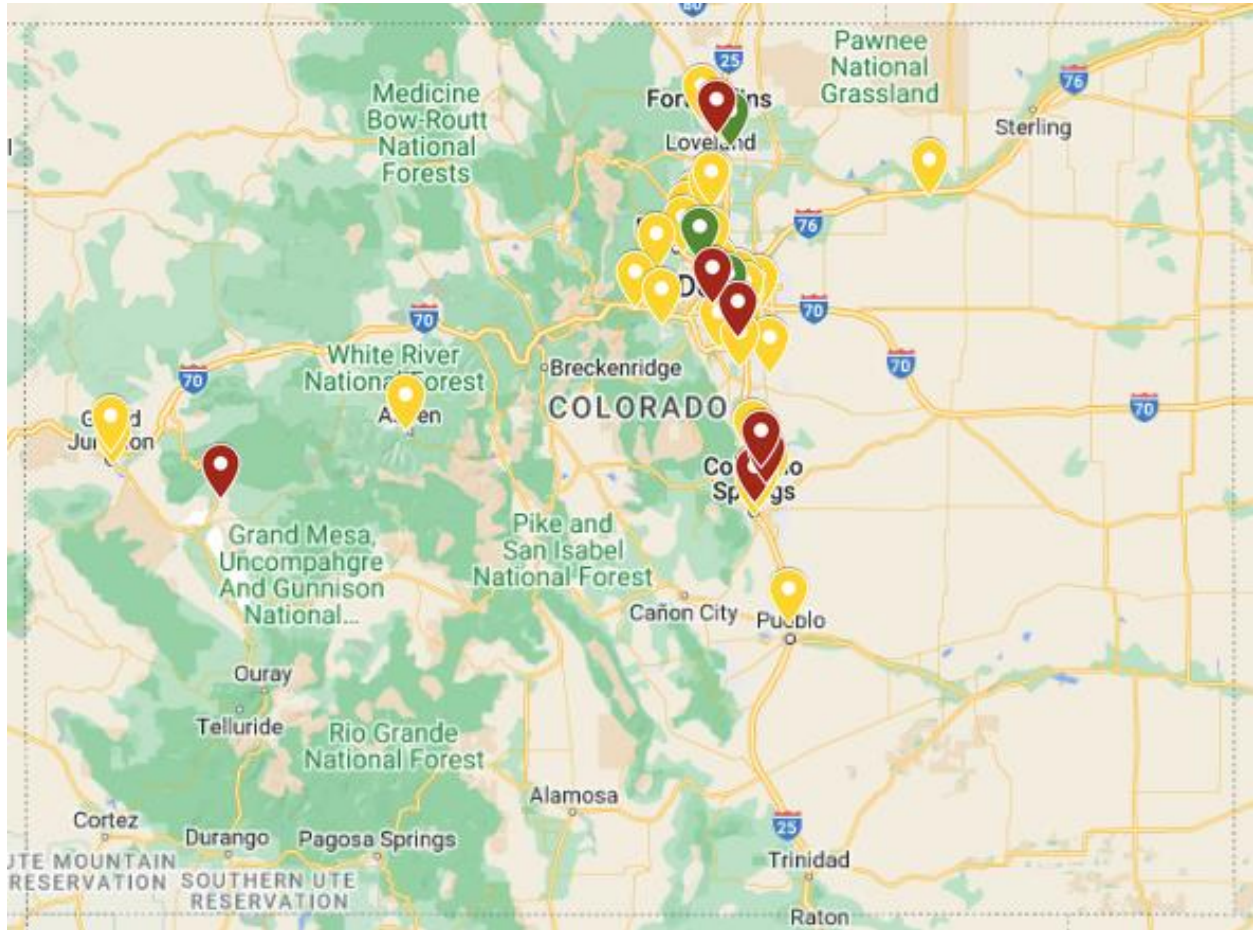 80
25
Pawnee
National
Grassland
76
Medicine
Bow-Routt
National
Forests
Sterling
Loveland
76
70
70
White River
National Forest
Breckenridge
70
70
COLORADO
70
Grand Mesa,
Uncompahgre
And Gunnison
National...
Pike and
San Isabel
National Forest
Cañon City
Pueblo
Ouray
Telluride
Rio Grande
National Forest
Alamosa
25
Cortez
Durango
Pagosa Springs
Trinidad
UTE MOUNTAIN
RESERVATION
SOUTHERN UTE
RESERVATION
Raton